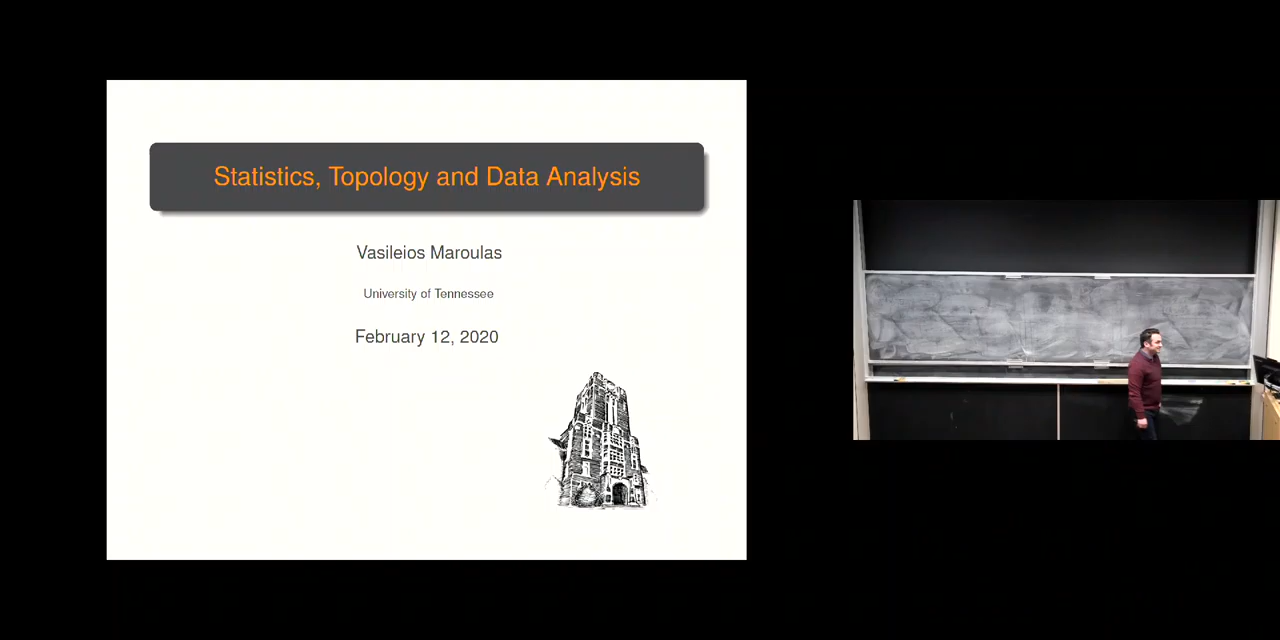 Statistics, Topology and Data Analysis
Vasileios Maroulas
University of Tennessee
February 12, 2020